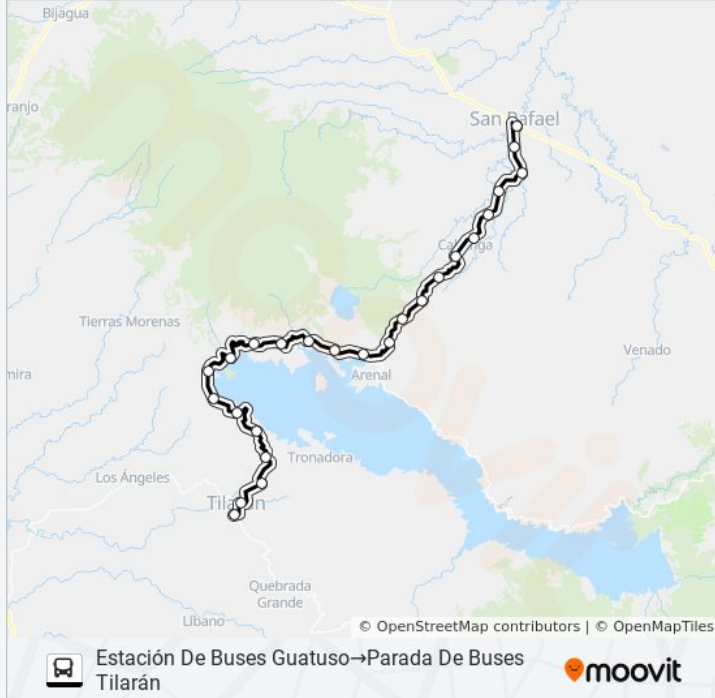 Bijagua
ranjo
San Rafael
Tierras Morenas
Venado
mira
Arenal
Tronadora
Los Ángeles
Tilarán
Quebrada
Grande
Líbano
© OpenStreetMap contributors | © OpenMapTiles
Estación De Buses Guatuso→Parada De Buses
Tilarán
moovit